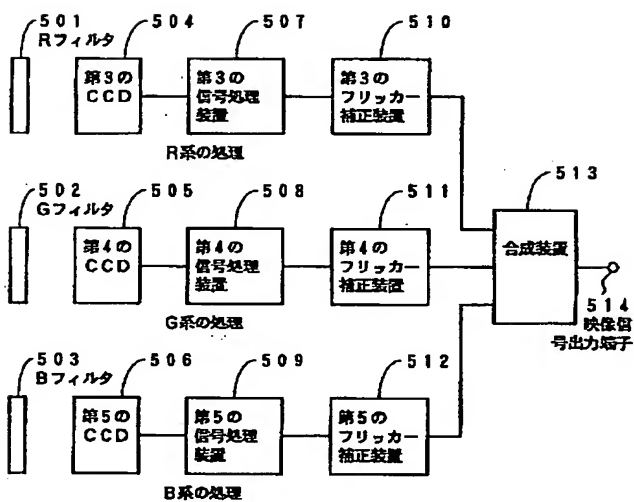 501
Rフィルタ
504
507
510
第3の
CCD
第3の
信号処理
装置
第3の
フリッカー
補正装置
R系の処理
502
Gフィルタ
505
508
511
513
第4の
CCD
第4の
信号処理
装置
第4の
フリッカー
補正装置
合成装置
G系の処理
514
映像信
号出力端子
503
Bフィルタ
506
509
512
第5の
CCD
第5の
信号処理
装置
第5の
フリッカー
補正装置
B系の処理